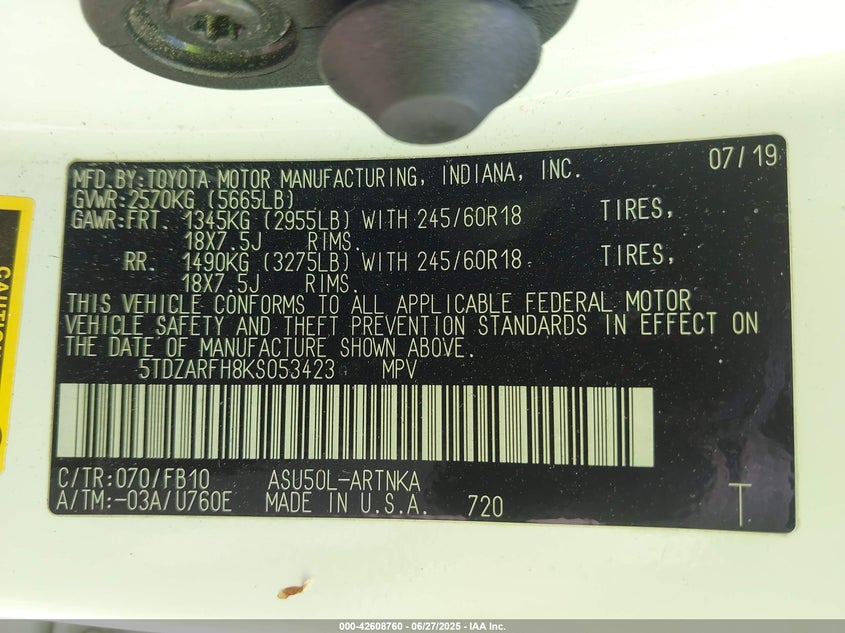 MFD.BY:TOYOTA MOTOR MANUFACTURING, INDIANA, INC. 07/19
GVWR:2570KG (5665LB)
GAWR:FRT. 1345KG (2955LB) WITH 245/60R18 TIRES,
18X7.5J RIMS.
RR. 1490KG (3275LB) WITH 245/60R18 TIRES,
18X7.5J RIMS.
THIS VEHICLE CONFORMS TO ALL APPLICABLE FEDERAL MOTOR
VEHICLE SAFETY AND THEFT PREVENTION STANDARDS IN EFFECT ON
THE DATE OF MANUFACTURE SHOWN ABOVE.
5TDZARFH8KS053423 MPV
C/TR:070/FB10 ASU50L-ARTNKA
A/TM:-03A/U760E MADE IN U.S.A. 720 T
CAUTION
000-42608760 - 06/27/2025 - IAA Inc.